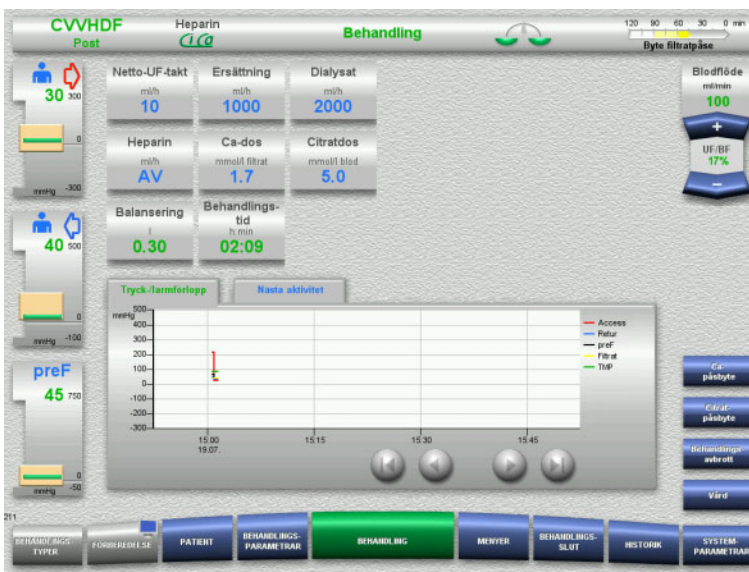 CVVHDF
Post
Heparin
CiCa
Behandling
120 90 60 30 0 min
Byte filtratpåse
30
300
0
-300
mmHg
40
500
0
-100
mmHg
preF
45
750
0
-50
mmHg
Netto-UF-takt
ml/h
10
Ersättning
ml/h
1000
Dialysat
ml/h
2000
Heparin
ml/h
AV
Ca-dos
mmol/l filtrat
1.7
Citratdos
mmol/l blod
5.0
Balansering
l
0.30
Behandlings-
tid
h:min
02:09
Blodflöde
ml/min
100
+
UF/BF
17%
−
Tryck-/larmförlopp
Nästa aktivitet
mmHg
500
400
300
200
100
0
-100
-200
-300
15:00
19.07.
15:15
15:30
15:45
Access
Retur
preF
Filtrat
TMP
Ca-
påsbyte
Citrat-
påsbyte
Behandlings-
avbrott
Vård
211
BEHANDLINGS-
TYPER
FÖRBEREDELSE
PATIENT
BEHANDLINGS-
PARAMETRAR
BEHANDLING
MENYER
BEHANDLINGS-
SLUT
HISTORIK
SYSTEM-
PARAMETRAR